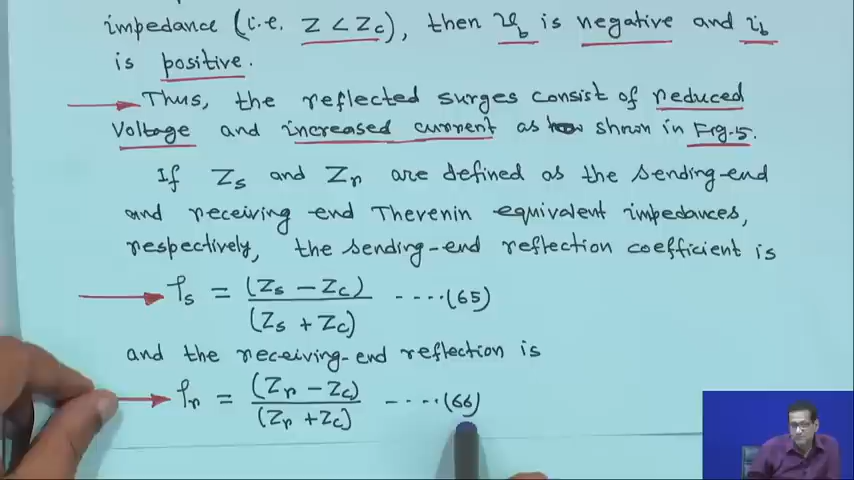 impedance (i.e. Z < Zc), then v_b is negative and i_b
is positive.
Thus, the reflected surges consist of reduced
Voltage and increased current as shown in Fig-5.
If Zs and Zr are defined as the sending-end
and receiving end Thevenin equivalent impedances,
respectively, the sending-end reflection coefficient is
ρs = (Zs - Zc) / (Zs + Zc) ----(65)
and the receiving-end reflection is
ρr = (Zr - Zc) / (Zr + Zc) ----(66)